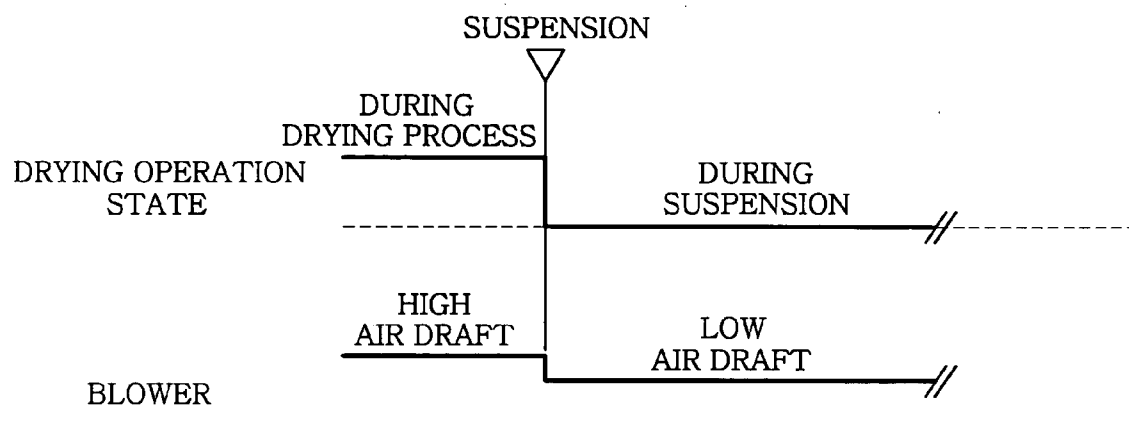 SUSPENSION
DURING
DRYING PROCESS
DRYING OPERATION
STATE
DURING
SUSPENSION
HIGH
AIR DRAFT
LOW
AIR DRAFT
BLOWER